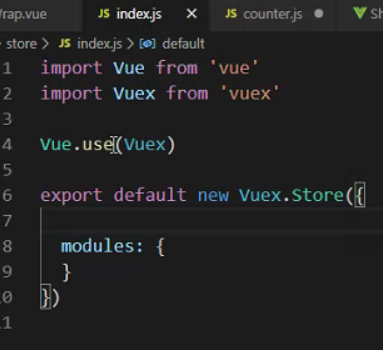 rap.vue JS index.js × JS counter.js ● Sh
store > JS index.js > default
1 import Vue from 'vue'
2 import Vuex from 'vuex'
3
4 Vue.use(Vuex)
5
6 export default new Vuex.Store({
7
8 modules: {
9 }
0 })
11